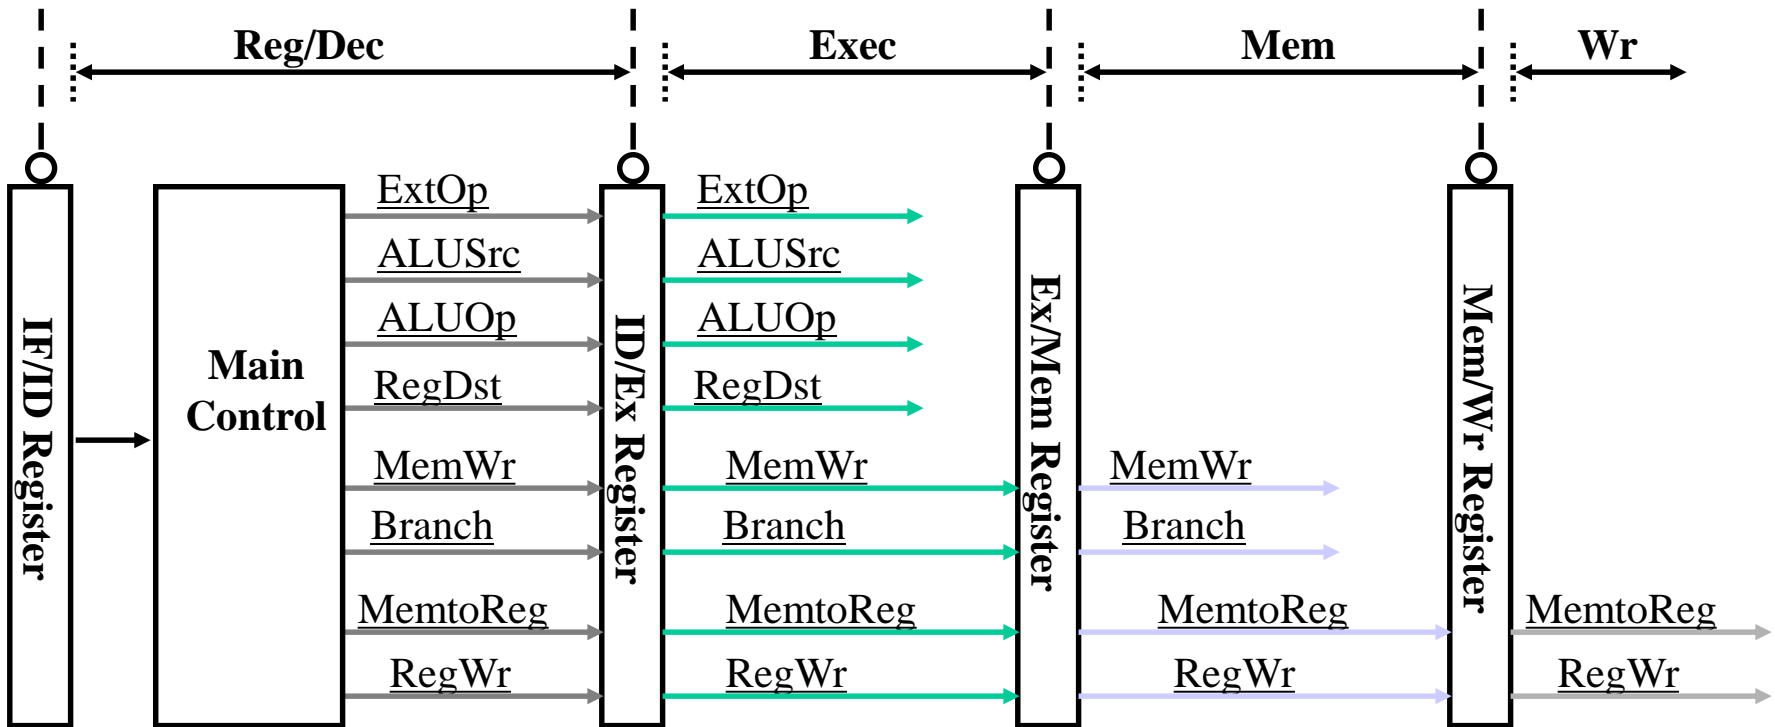 Reg/Dec
Exec
Mem
Wr
IF/ID Register
Main
Control
ExtOp
ALUSrc
ALUOp
RegDst
MemWr
Branch
MemtoReg
RegWr
ID/Ex Register
ExtOp
ALUSrc
ALUOp
RegDst
MemWr
Branch
MemtoReg
RegWr
Ex/Mem Register
MemWr
Branch
MemtoReg
RegWr
Mem/Wr Register
MemtoReg
RegWr